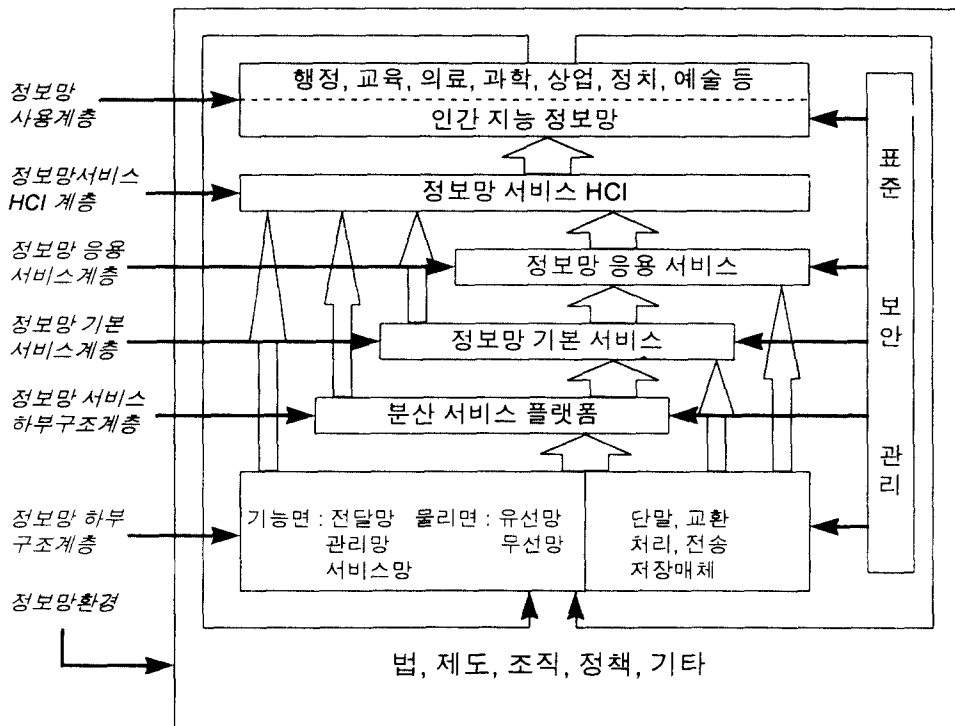 정보망
사용계층
행정, 교육, 의료, 과학, 상업, 정치, 예술 등
인간 지능 정보망
정보망서비스
HCI 계층
정보망 서비스 HCI
정보망 응용
서비스계층
정보망 응용 서비스
정보망 기본
서비스계층
정보망 기본 서비스
정보망 서비스
하부구조계층
분산 서비스 플랫폼
정보망 하부
구조계층
기능면 : 전달망 물리면 : 유선망
관리망 무선망
서비스망
단말, 교환
처리, 전송
저장매체
표준
보안
관리
정보망환경
법, 제도, 조직, 정책, 기타